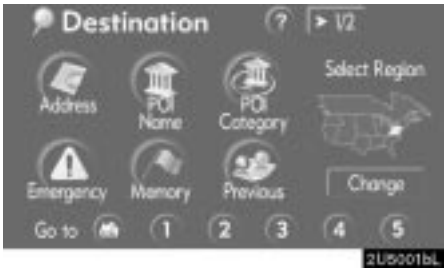 Destination ? > 1/2
Select Region
Address POI Name POI Category
Emergency Memory Previous
Change
Go to 1 2 3 4 5
2U5001bL